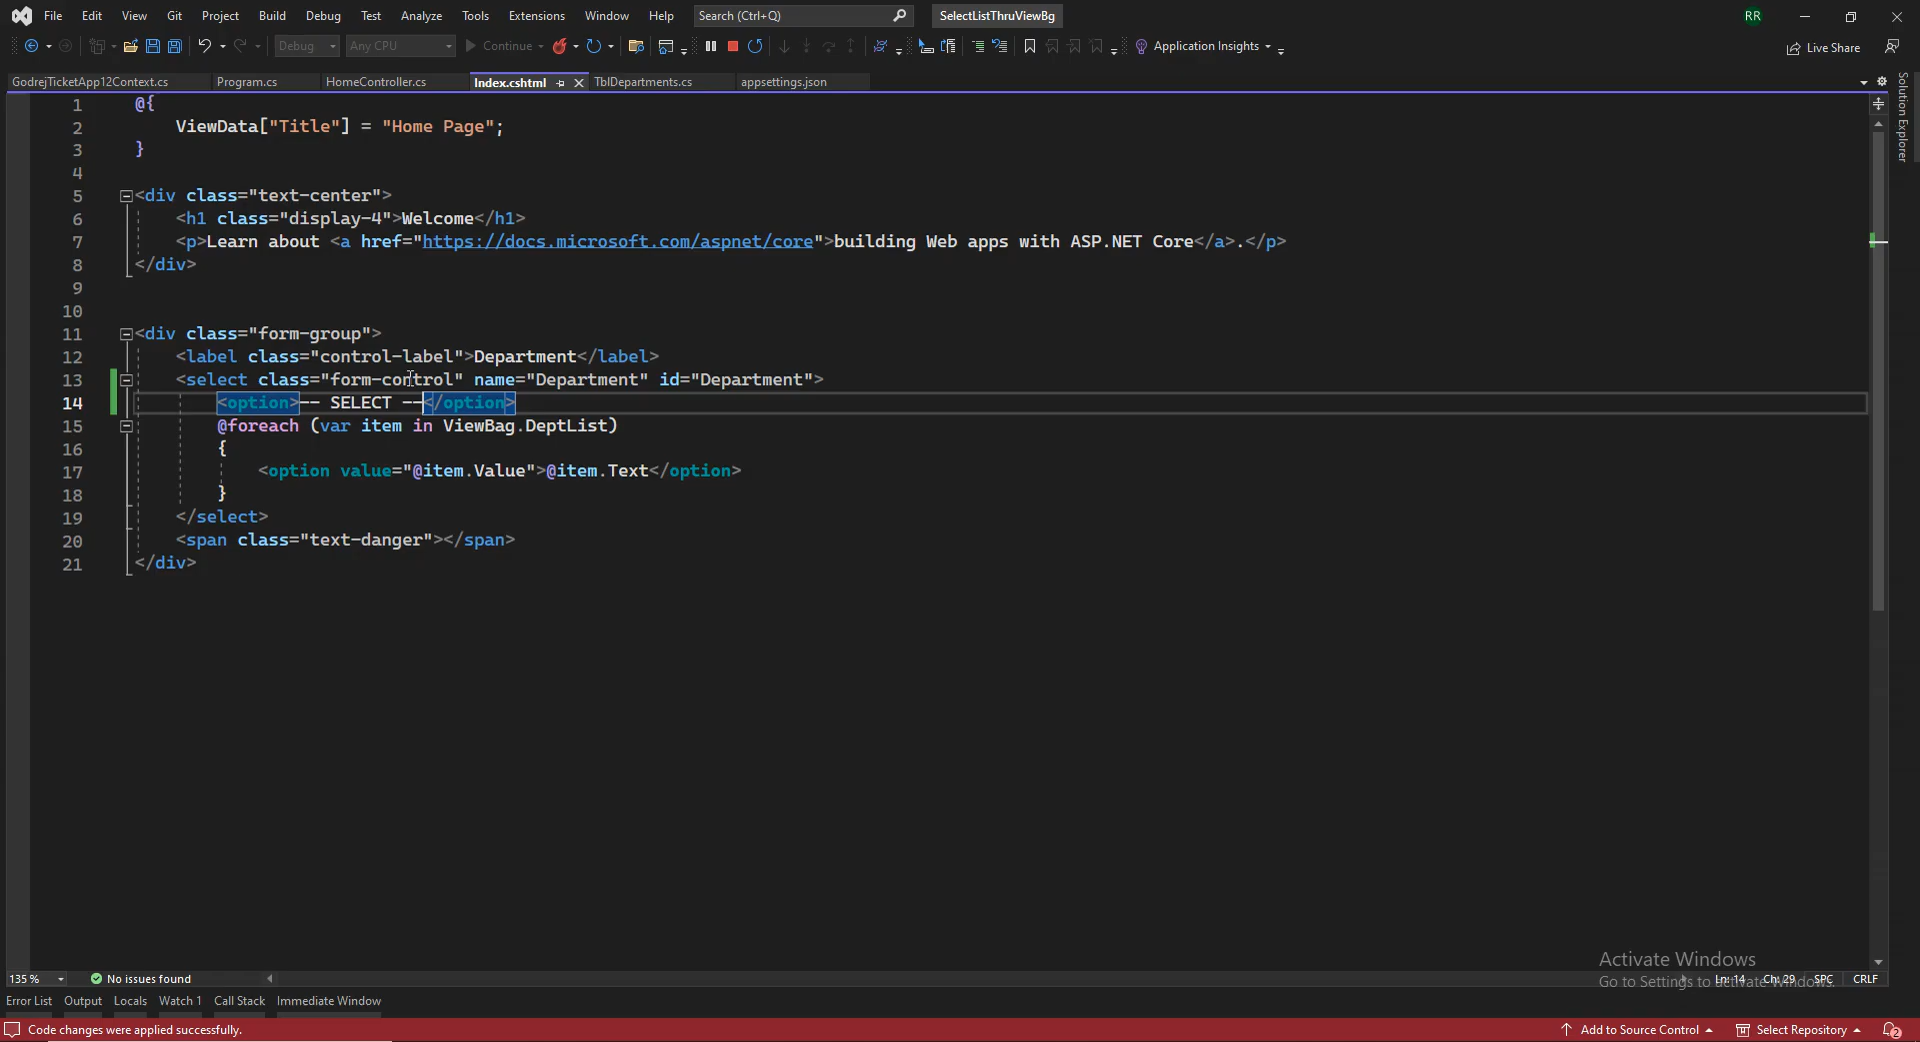 File Edit View Git Project Build Debug Test Analyze Tools Extensions Window Help Search (Ctrl+Q) SelectListThruViewBg RR
Debug Any CPU Continue Application Insights Live Share
GodrejTicketApp12Context.cs Program.cs HomeController.cs Index.cshtml TblDepartments.cs appsettings.json
Solution Explorer
1 @{
2 ViewData["Title"] = "Home Page";
3 }
4
5 <div class="text-center">
6 <h1 class="display-4">Welcome</h1>
7 <p>Learn about <a href="https://docs.microsoft.com/aspnet/core">building Web apps with ASP.NET Core</a>.</p>
8 </div>
9
10
11 <div class="form-group">
12 <label class="control-label">Department</label>
13 <select class="form-control" name="Department" id="Department">
14 <option>-- SELECT --</option>
15 @foreach (var item in ViewBag.DeptList)
16 {
17 <option value="@item.Value">@item.Text</option>
18 }
19 </select>
20 <span class="text-danger"></span>
21 </div>
Activate Windows
Go to Settings to activate Windows.
135 % No issues found Ln: 14 Ch: 29 SPC CRLF
Error List Output Locals Watch 1 Call Stack Immediate Window
Code changes were applied successfully. Add to Source Control Select Repository 2